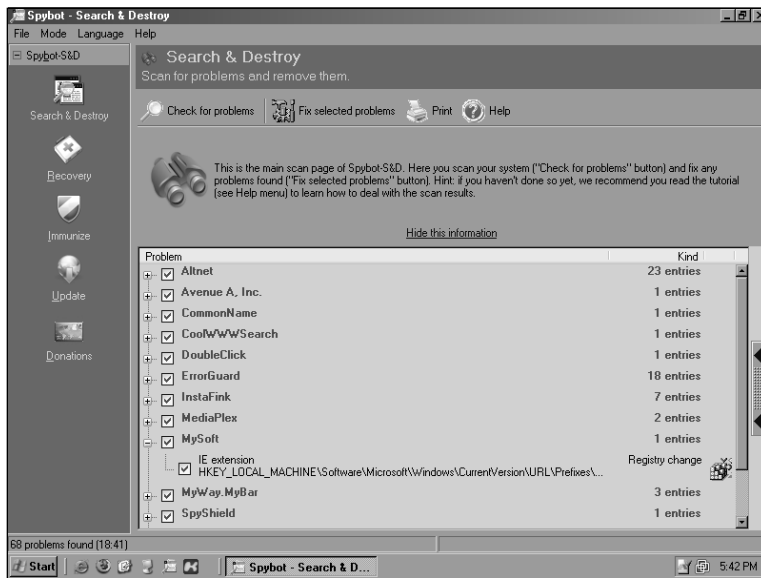 Spybot - Search & Destroy
File Mode Language Help
Spybot-S&D
Search & Destroy
Recovery
Immunize
Update
Donations
Search & Destroy
Scan for problems and remove them.
Check for problems Fix selected problems Print Help
This is the main scan page of Spybot-S&D. Here you scan your system ("Check for problems" button) and fix any
problems found ("Fix selected problems" button). Hint: if you haven't done so yet, we recommend you read the tutorial
(see Help menu) to learn how to deal with the scan results.
Hide this information
Problem Kind
Altnet 23 entries
Avenue A, Inc. 1 entries
CommonName 1 entries
CoolWWWSearch 1 entries
DoubleClick 1 entries
ErrorGuard 18 entries
InstaFink 7 entries
MediaPlex 2 entries
MySoft 1 entries
IE extension Registry change
HKEY_LOCAL_MACHINE\Software\Microsoft\Windows\CurrentVersion\URL\Prefixes\...
MyWay.MyBar 3 entries
SpyShield 1 entries
68 problems found (18:41)
Start Spybot - Search & D... 5:42 PM